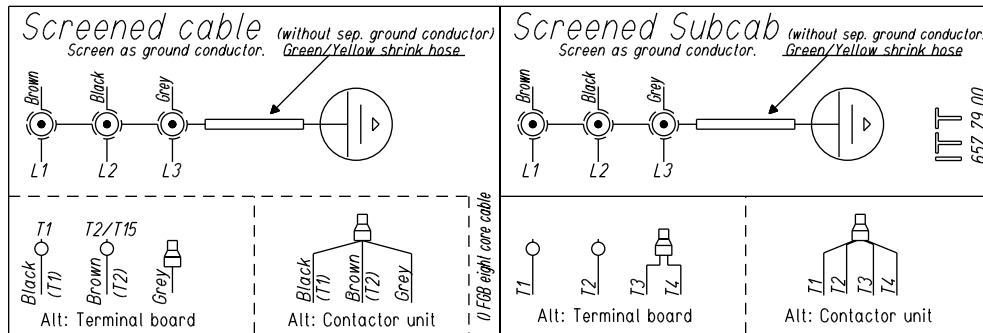 Screened cable (without sep. ground conductor)
Screen as ground conductor. Green/Yellow shrink hose
Brown Black Grey
L1 L2 L3
T1 T2/T15
Black (T1) Brown (T2) Grey
Alt: Terminal board
Black (T1) Brown (T2) Grey
Alt: Contactor unit
() FGB eight core cable
Screened Subcab (without sep. ground conductor)
Screen as ground conductor. Green/Yellow shrink hose
Brown Black Grey
L1 L2 L3
ITT
657 79 00
T1 T2 T3 T4
Alt: Terminal board
T1 T2 T3 T4
Alt: Contactor unit